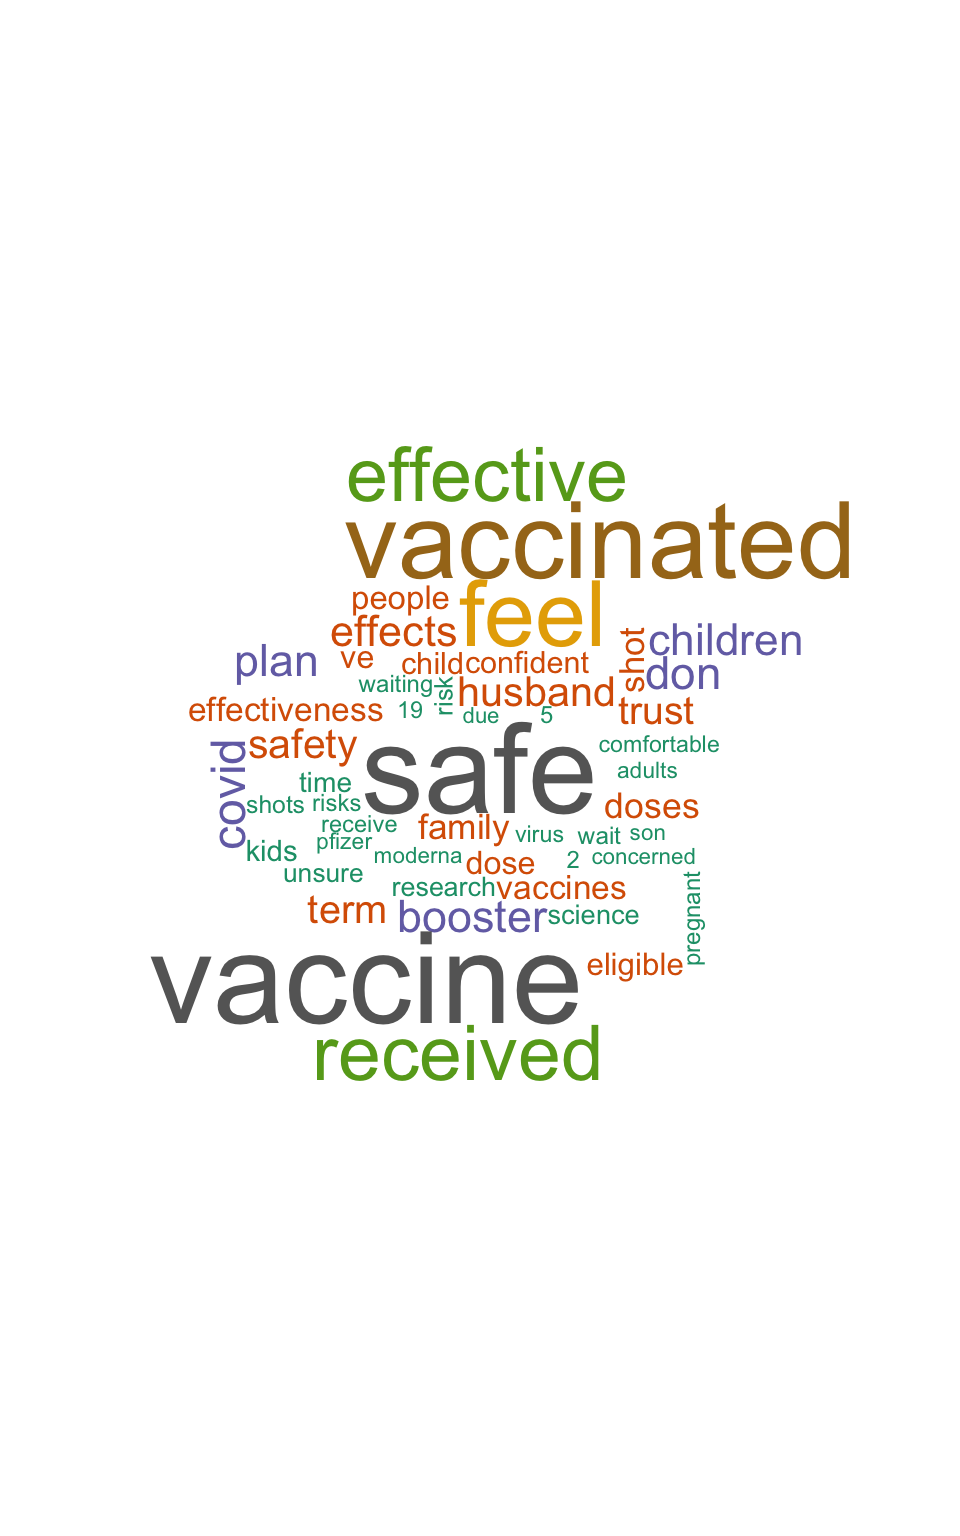 effective
vaccinated
people
feel
effects
shot
children
plan
ve
child
confident
don
waiting
risk
husband
effectiveness
19
due
5
trust
covid
safety
safe
comfortable
time
adults
shots
risks
doses
receive
family
virus
wait
son
kids
pfizer
moderna
dose
2
concerned
unsure
research
vaccines
pregnant
term
booster
science
vaccine
eligible
received